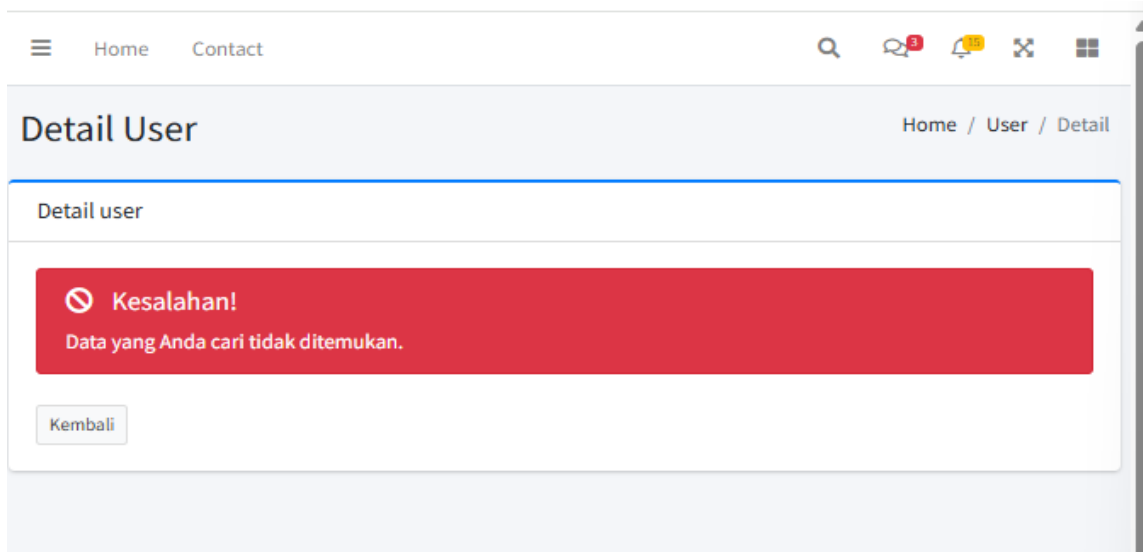 Home Contact 3 15
Detail User
Home / User / Detail
Detail user
Kesalahan!
Data yang Anda cari tidak ditemukan.
Kembali